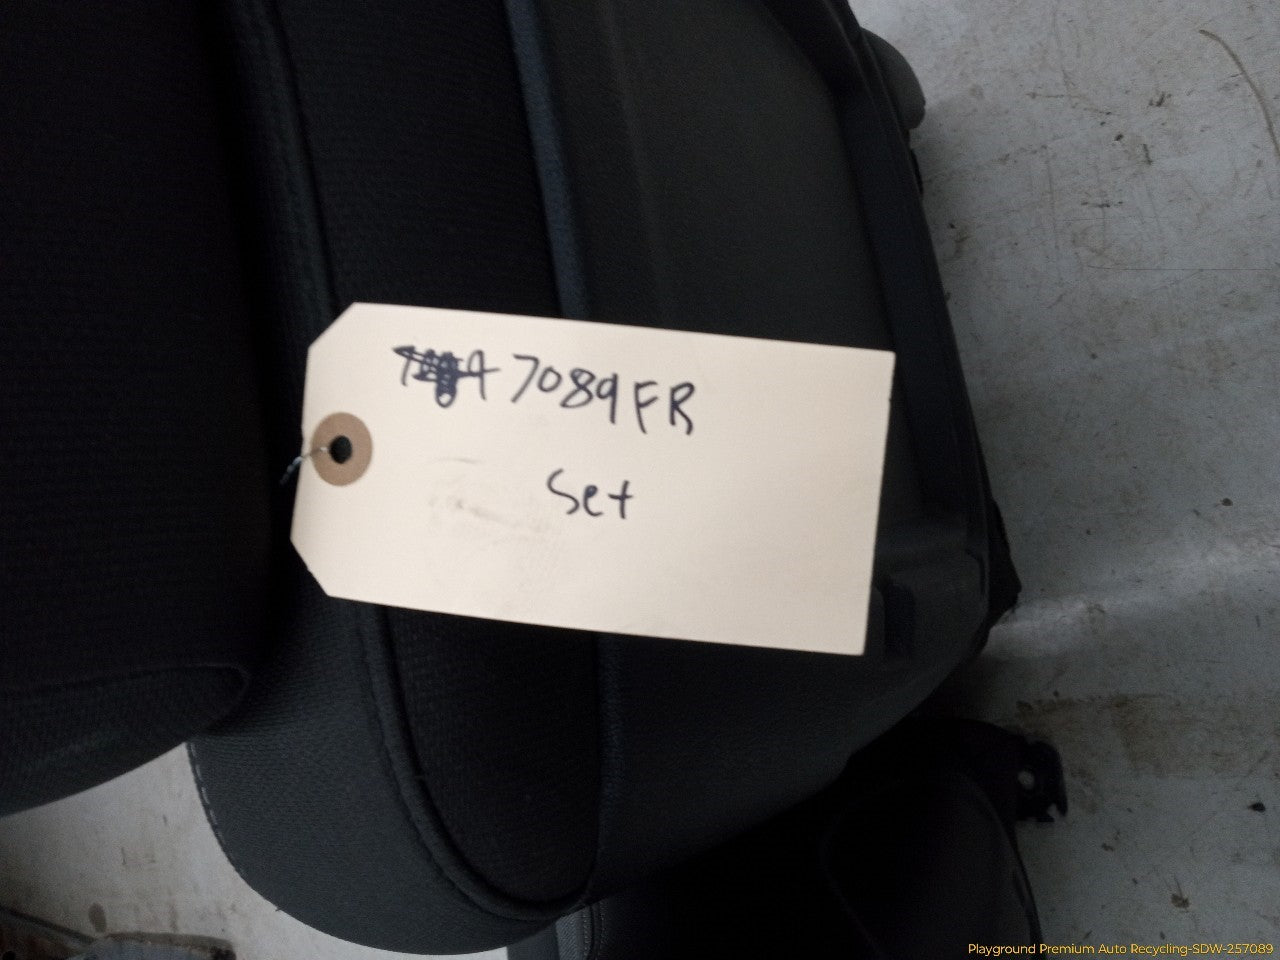 7089FR
Set
Playground Premium Auto Recycling-SDW-257089